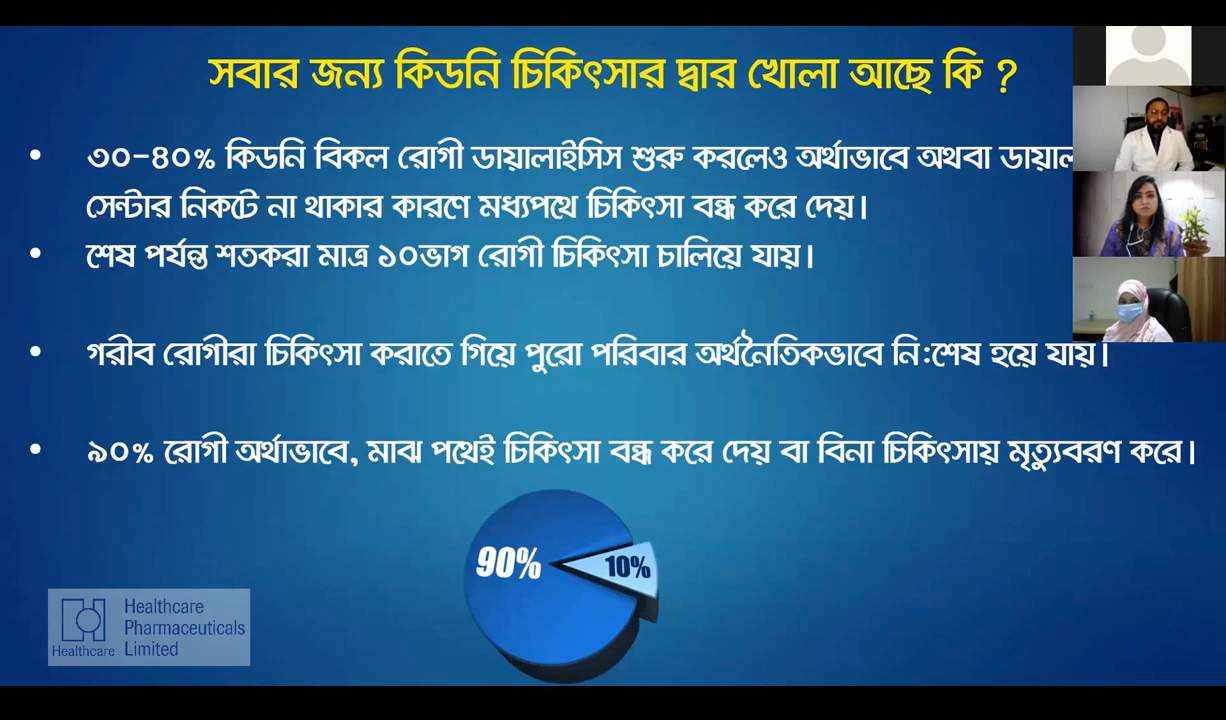 সবার জন্য কিডনি চিকিৎসার দ্বার খোলা আছে কি ?
• ৩০-৪০% কিডনি বিকল রোগী ডায়ালাইসিস শুরু করলেও অর্থাভাবে অথবা
সেন্টার নিকটে না থাকার কারণে মধ্যপথে চিকিৎসা বন্ধ করে দেয়।
• শেষ পর্যন্ত শতকরা মাত্র ১০ভাগ রোগী চিকিৎসা চালিয়ে যায়।
• গরীব রোগীরা চিকিৎসা করাতে গিয়ে পুরো পরিবার অর্থনৈতিকভাবে নি:শেষ হয়ে যায়।
• ৯০% রোগী অর্থাভাবে, মাঝ পথেই চিকিৎসা বন্ধ করে দেয় বা বিনা চিকিৎসায় মৃত্যুবরণ করে।
90%
10%
Healthcare
Pharmaceuticals
Limited
Healthcare